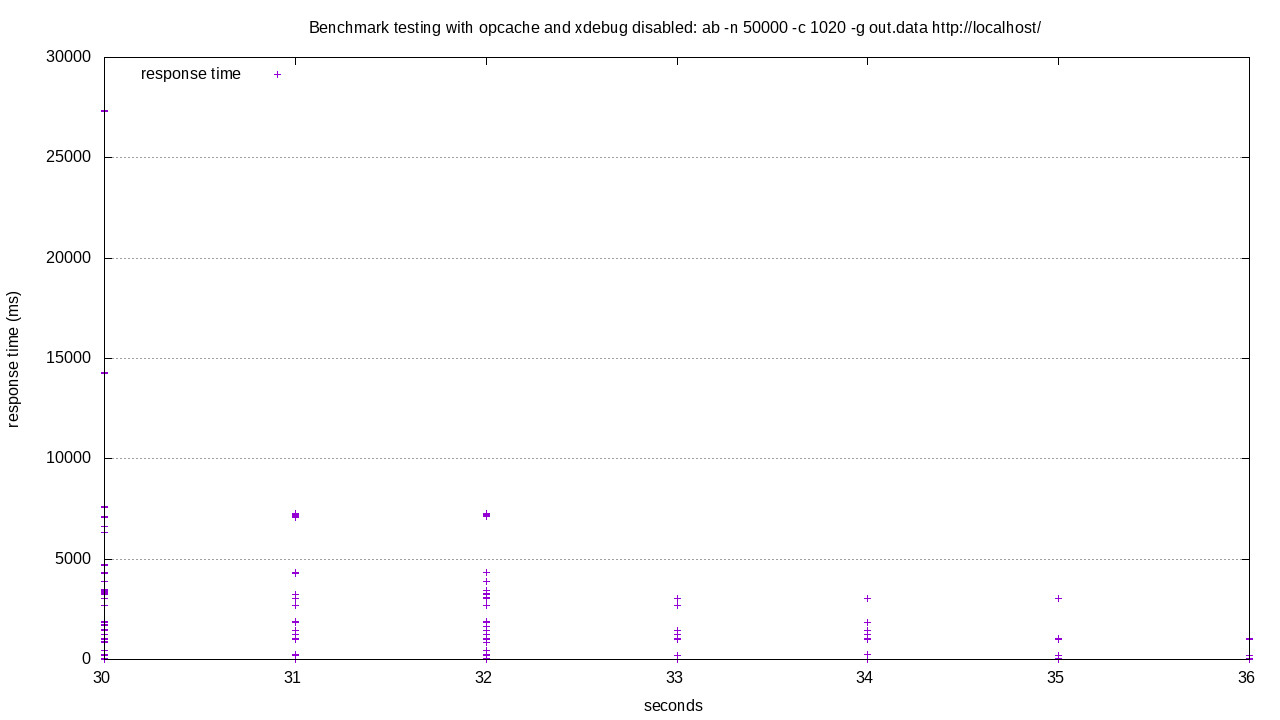 Benchmark testing with opcache and xdebug disabled: ab -n 50000 -c 1020 -g out.data http://localhost/
response time
30000
25000
20000
15000
10000
5000
0
response time (ms)
30 31 32 33 34 35 36
seconds